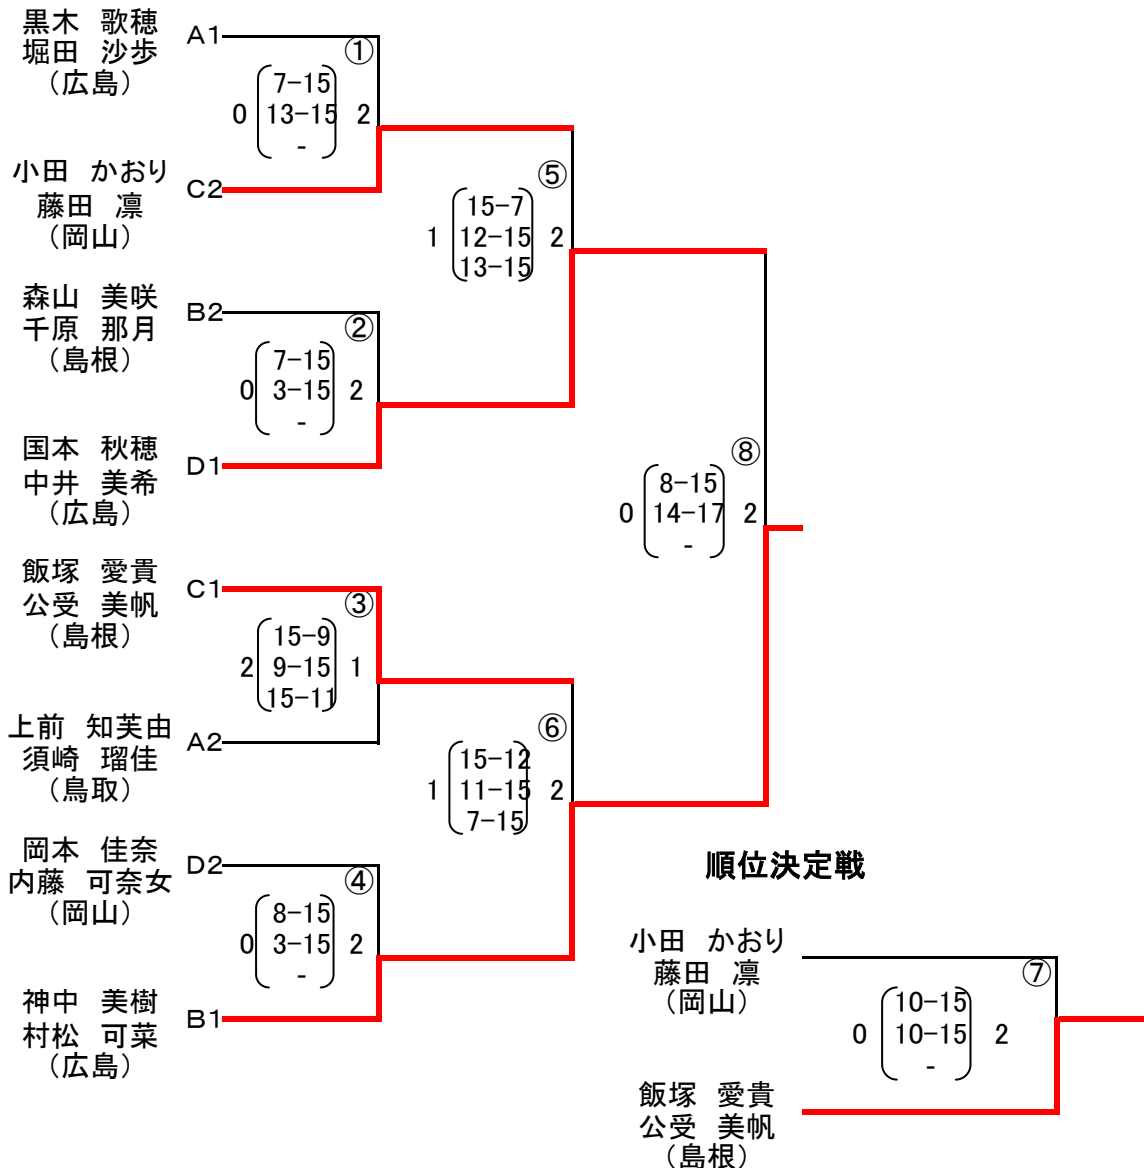 黒木　歌穂
堀田　沙歩
（広島）
A1
①
7-15
0 13-15 2
-
小田　かおり
藤田　凛
（岡山）
C2
⑤
15-7
1 12-15 2
13-15
森山　美咲
千原　那月
（島根）
B2
②
7-15
0 3-15 2
-
国本　秋穂
中井　美希
（広島）
D1
⑧
8-15
0 14-17 2
-
飯塚　愛貴
公受　美帆
（島根）
C1
③
15-9
2 9-15 1
15-11
上前　知芙由
須崎　瑠佳
（鳥取）
A2
⑥
15-12
1 11-15 2
7-15
岡本　佳奈
内藤　可奈女
（岡山）
D2
④
8-15
0 3-15 2
-
神中　美樹
村松　可菜
（広島）
B1
順位決定戦
小田　かおり
藤田　凛
（岡山）
⑦
10-15
0 10-15 2
-
飯塚　愛貴
公受　美帆
（島根）